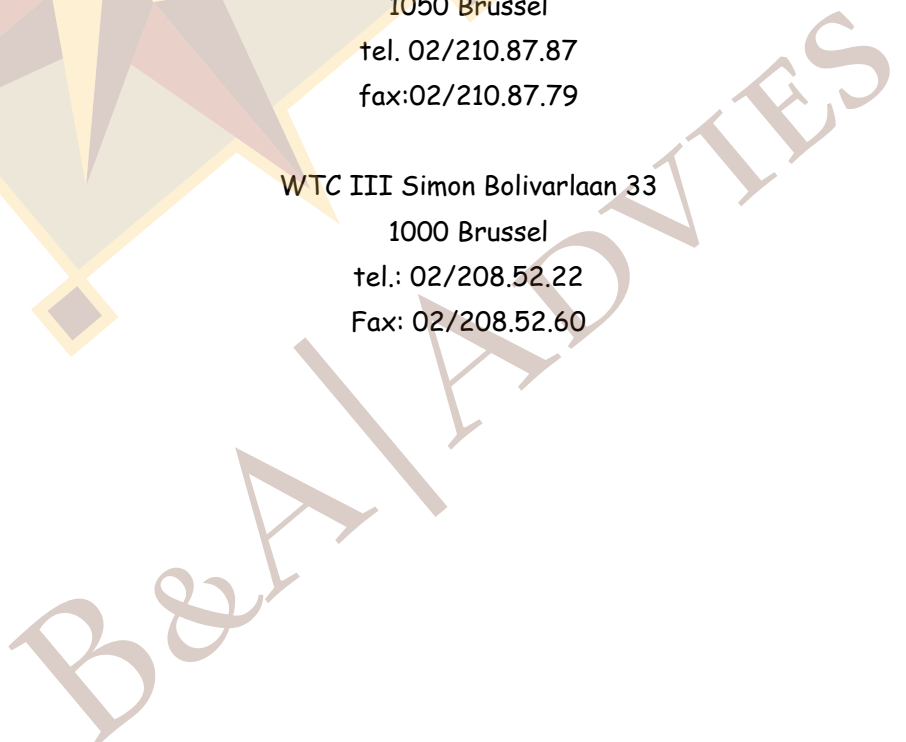 1050 Brussel
tel. 02/210.87.87
fax:02/210.87.79
WTC III Simon Bolivarlaan 33
1000 Brussel
tel.: 02/208.52.22
Fax: 02/208.52.60
B&A|ADVIES